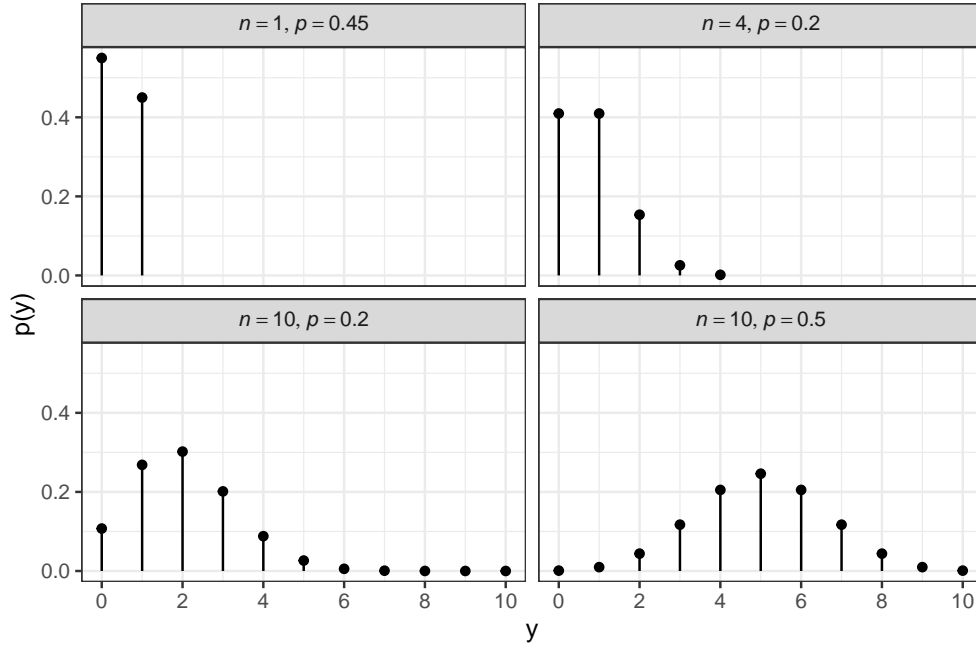 n = 1, p = 0.45
n = 4, p = 0.2
0.4
0.2
0.0
n = 10, p = 0.2
n = 10, p = 0.5
0.4
0.2
0.0
p(y)
0 2 4 6 8 10
0 2 4 6 8 10
y